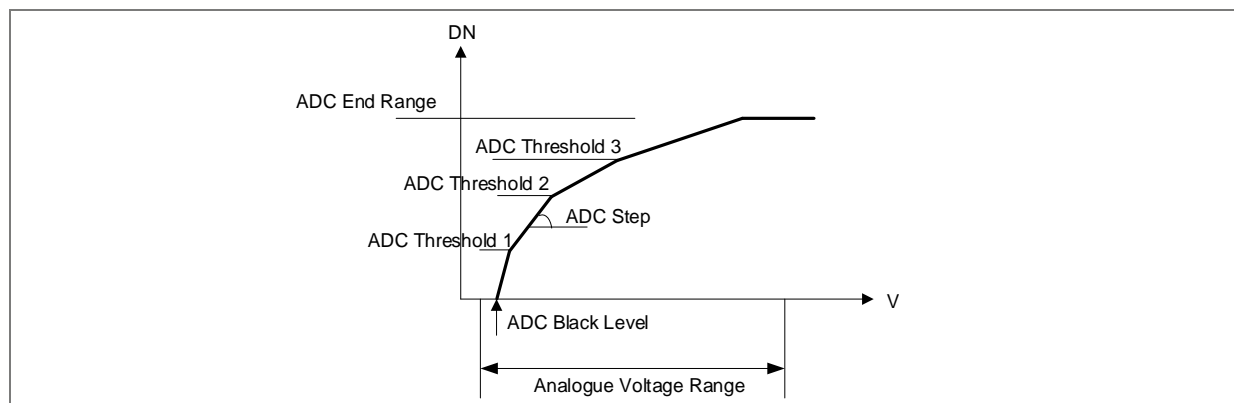 DN
ADC End Range
ADC Threshold 3
ADC Threshold 2
ADC Step
ADC Threshold 1
V
ADC Black Level
Analogue Voltage Range